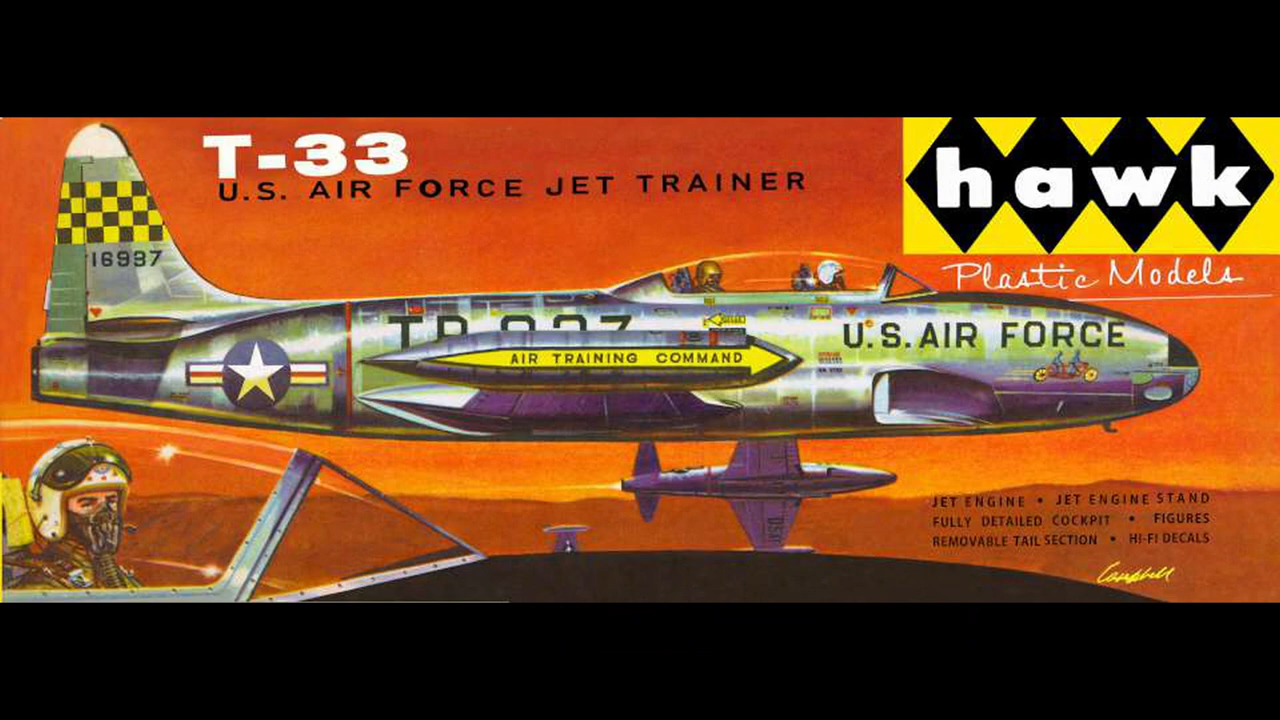 T-33
U.S. AIR FORCE JET TRAINER
hawk
Plastic Models
16937
U.S. AIR FORCE
AIR TRAINING COMMAND
JET ENGINE • JET ENGINE STAND
FULLY DETAILED COCKPIT • FIGURES
REMOVABLE TAIL SECTION • HI-FI DECALS
Campbell